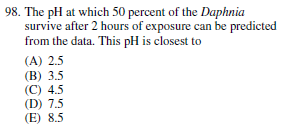 98. The pH at which 50 percent of the Daphnia
survive after 2 hours of exposure can be predicted
from the data. This pH is closest to
(A) 2.5
(B) 3.5
(C) 4.5
(D) 7.5
(E) 8.5